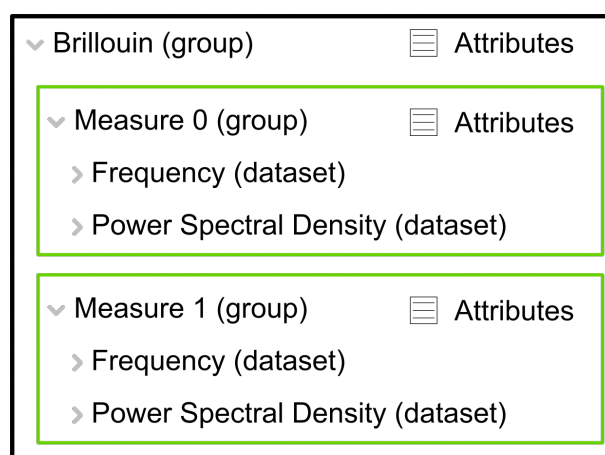 Brillouin (group) Attributes
Measure 0 (group) Attributes
Frequency (dataset)
Power Spectral Density (dataset)
Measure 1 (group) Attributes
Frequency (dataset)
Power Spectral Density (dataset)